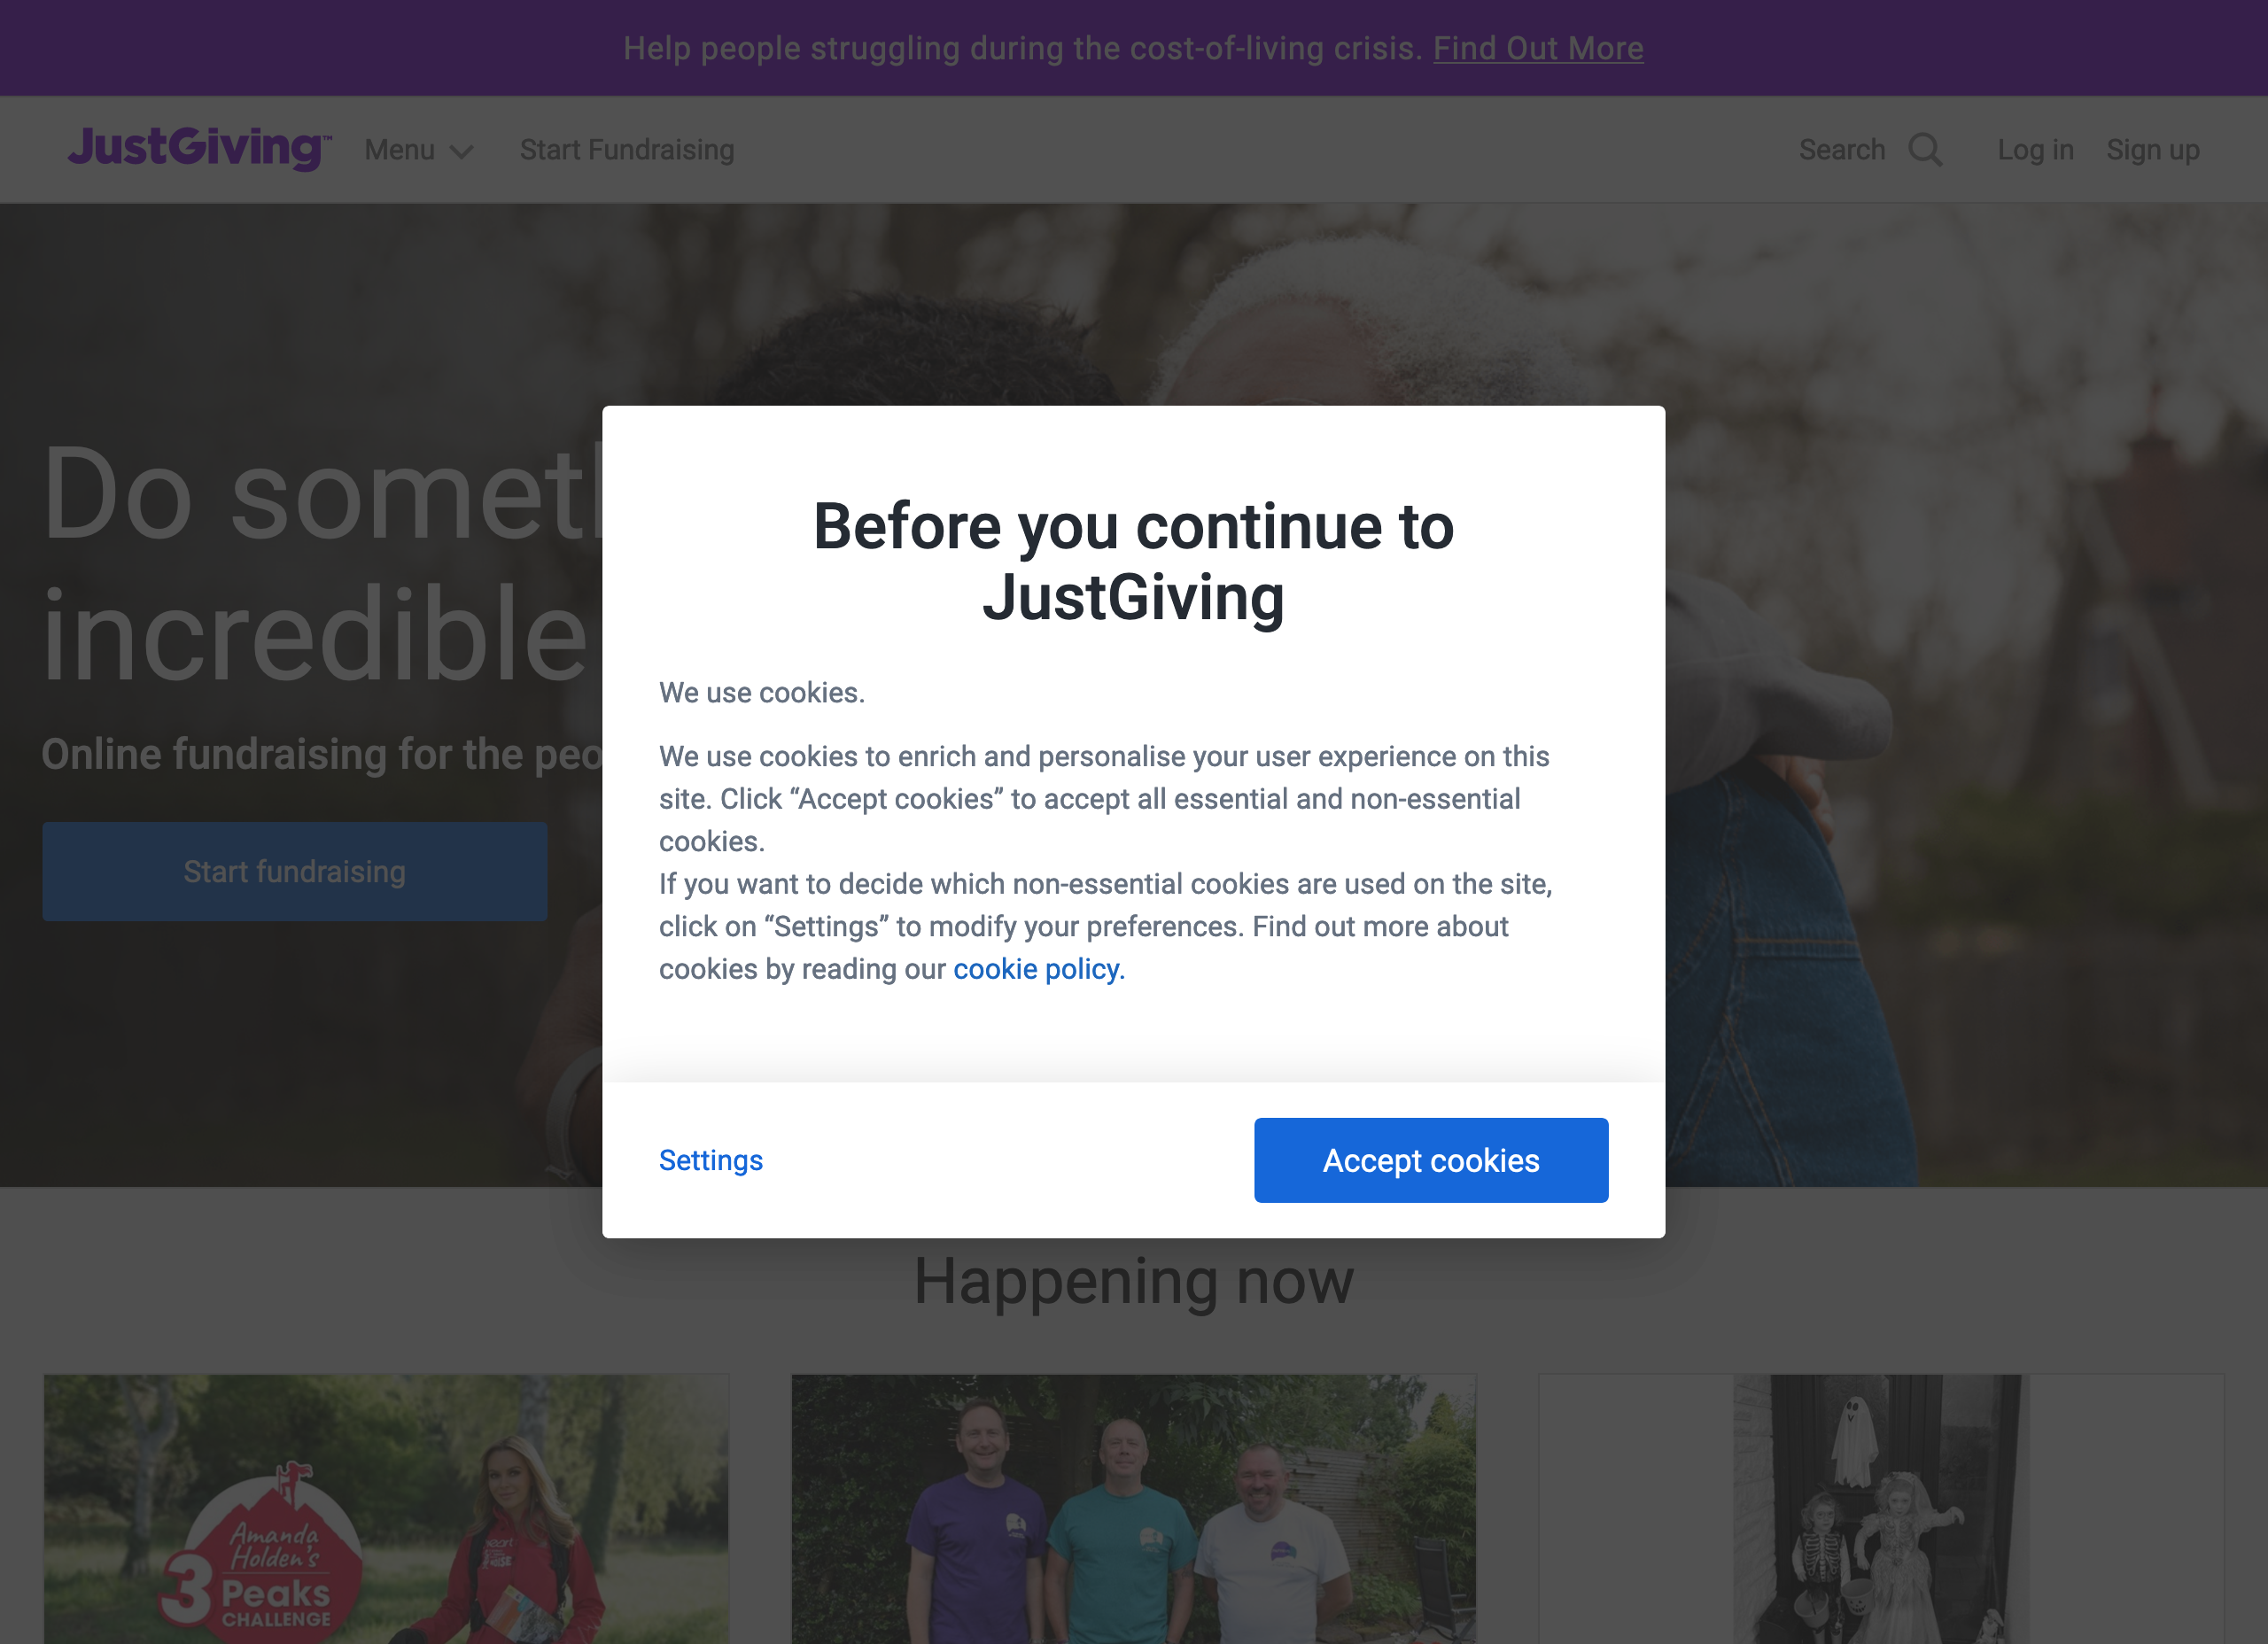 Help people struggling during the cost-of-living crisis. Find Out More
JustGiving™ Menu Start Fundraising Search Log in Sign up
Do someth
incredible
Online fundraising for the peo
Start fundraising
Before you continue to
JustGiving
We use cookies.
We use cookies to enrich and personalise your user experience on this
site. Click “Accept cookies” to accept all essential and non-essential
cookies.
If you want to decide which non-essential cookies are used on the site,
click on “Settings” to modify your preferences. Find out more about
cookies by reading our cookie policy.
Settings
Accept cookies
Happening now
Amanda
Holden's
3 Peaks
CHALLENGE